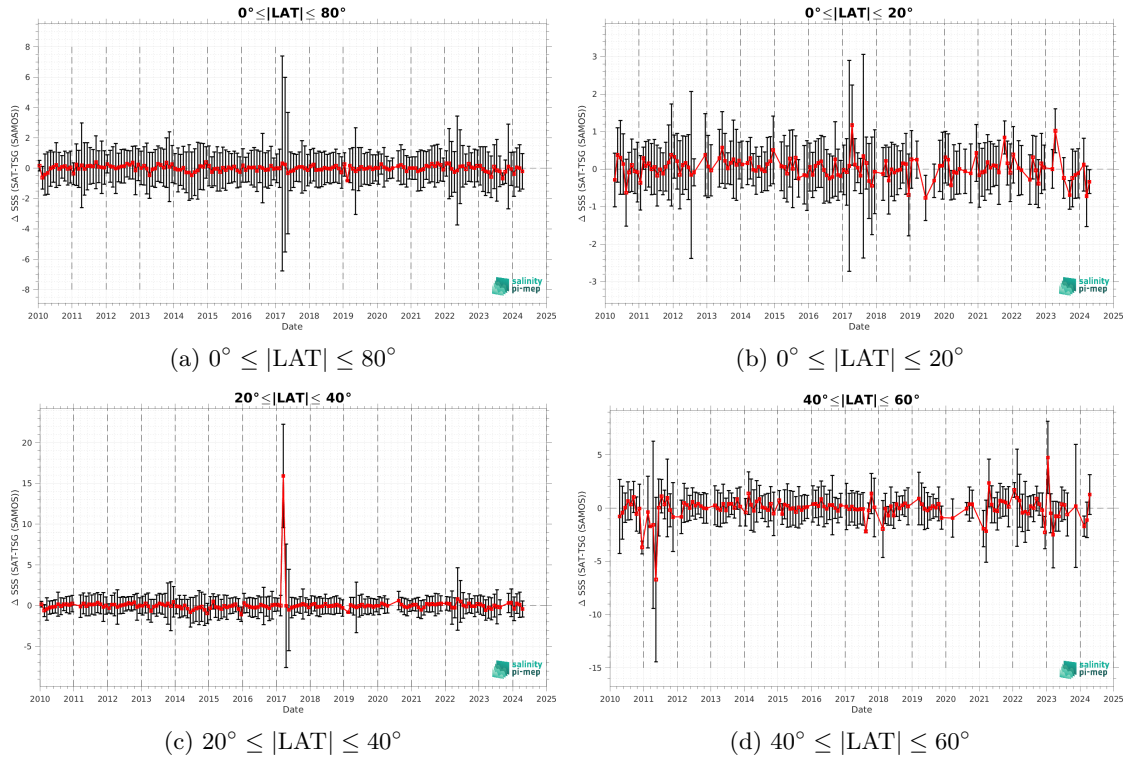 0°≤|LAT|≤ 80°
Δ SSS (SAT-TSG (SAMOS))
8
6
4
2
0
-2
-4
-6
-8
salinity
pi-mep
2010 2011 2012 2013 2014 2015 2016 2017 2018 2019 2020 2021 2022 2023 2024 2025
Date
(a) 0° ≤ |LAT| ≤ 80°
0°≤|LAT|≤ 20°
Δ SSS (SAT-TSG (SAMOS))
3
2
1
0
-1
-2
-3
salinity
pi-mep
2010 2011 2012 2013 2014 2015 2016 2017 2018 2019 2020 2021 2022 2023 2024 2025
Date
(b) 0° ≤ |LAT| ≤ 20°
20°≤|LAT|≤ 40°
Δ SSS (SAT-TSG (SAMOS))
20
15
10
5
0
-5
salinity
pi-mep
2010 2011 2012 2013 2014 2015 2016 2017 2018 2019 2020 2021 2022 2023 2024 2025
Date
(c) 20° ≤ |LAT| ≤ 40°
40°≤|LAT|≤ 60°
Δ SSS (SAT-TSG (SAMOS))
5
0
-5
-10
-15
salinity
pi-mep
2010 2011 2012 2013 2014 2015 2016 2017 2018 2019 2020 2021 2022 2023 2024 2025
Date
(d) 40° ≤ |LAT| ≤ 60°